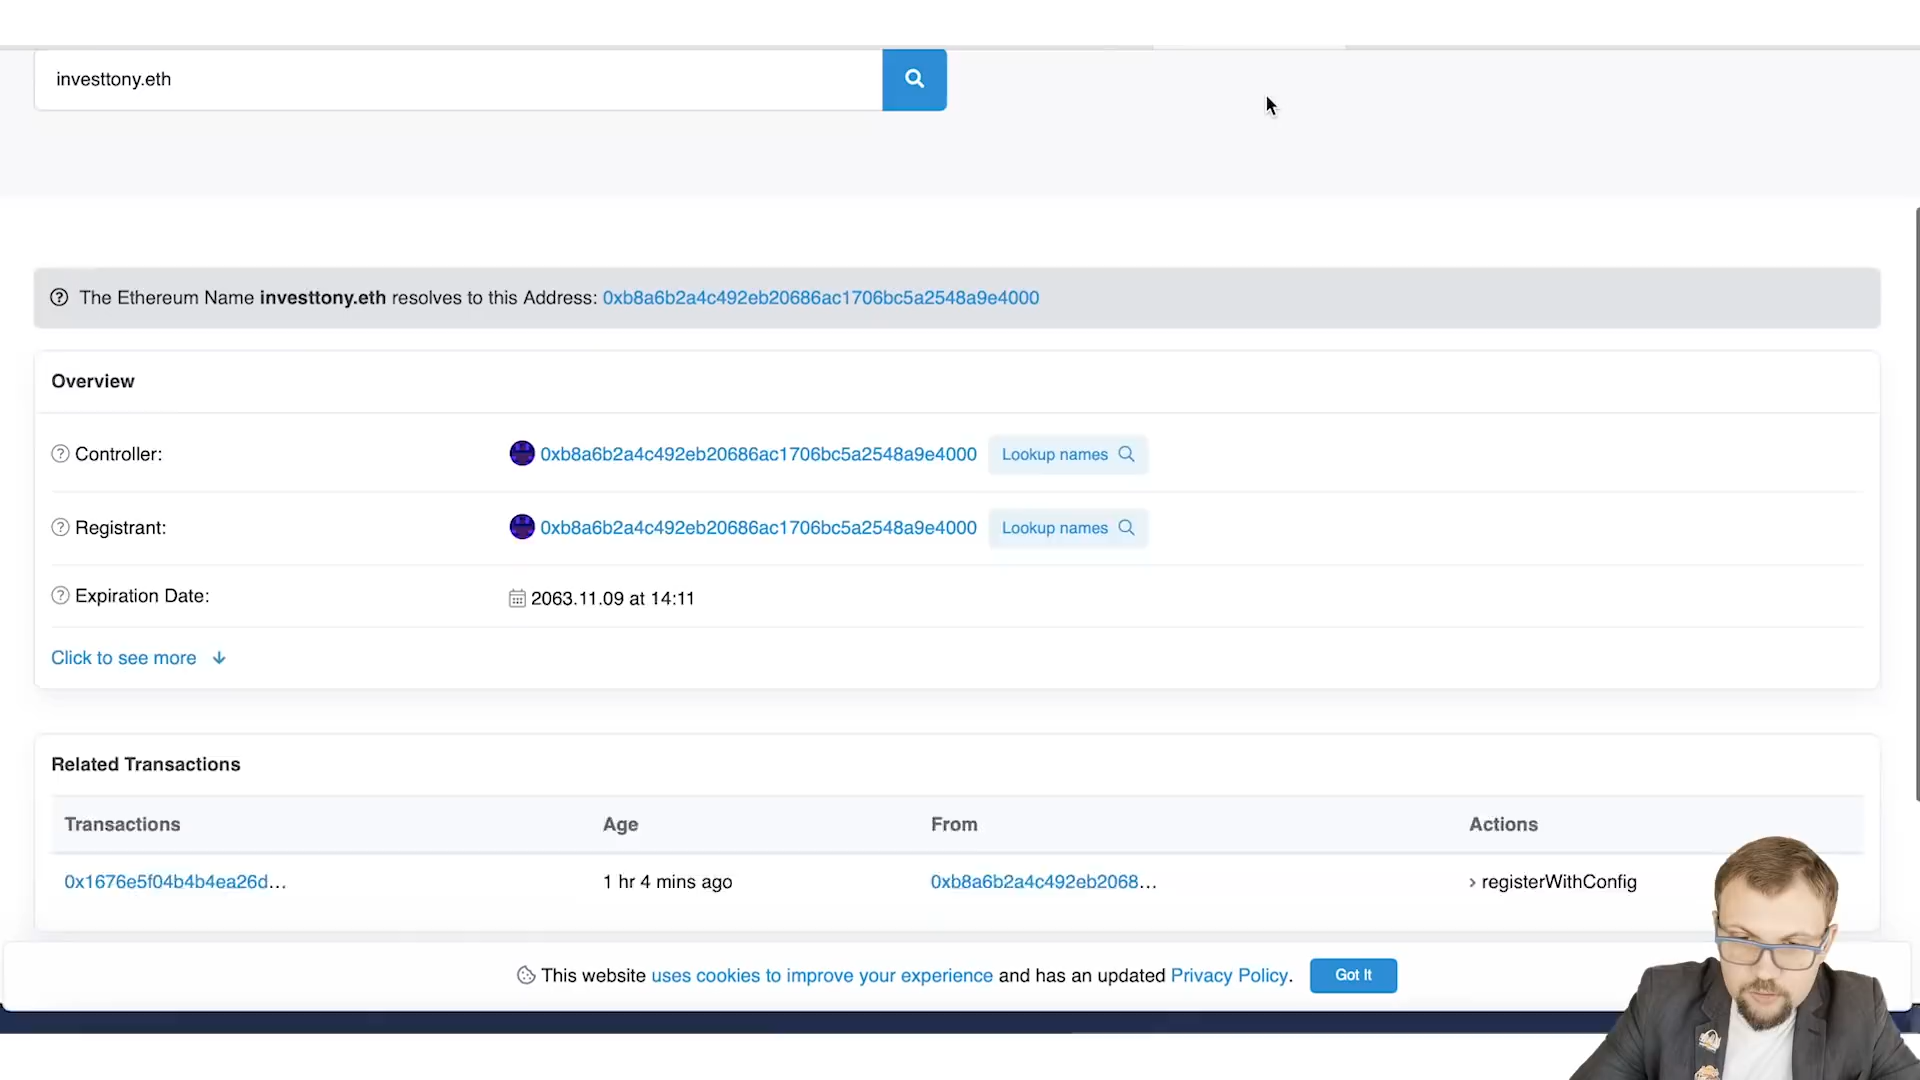 investtony.eth
The Ethereum Name investtony.eth resolves to this Address: 0xb8a6b2a4c492eb20686ac1706bc5a2548a9e4000
Overview
Controller: 0xb8a6b2a4c492eb20686ac1706bc5a2548a9e4000 Lookup names
Registrant: 0xb8a6b2a4c492eb20686ac1706bc5a2548a9e4000 Lookup names
Expiration Date: 2063.11.09 at 14:11
Click to see more
Related Transactions
Transactions Age From Actions
0x1676e5f04b4b4ea26d... 1 hr 4 mins ago 0xb8a6b2a4c492eb2068... › registerWithConfig
This website uses cookies to improve your experience and has an updated Privacy Policy. Got It